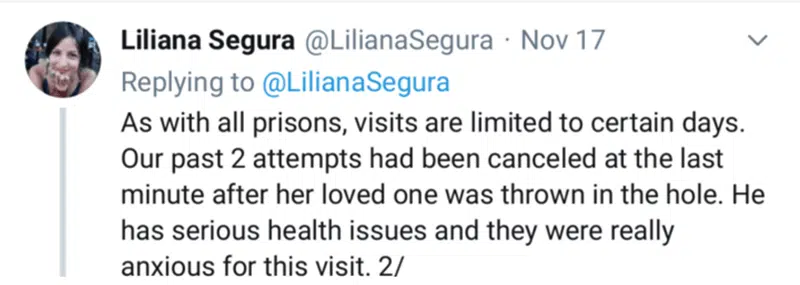 Liliana Segura @LilianaSegura · Nov 17
Replying to @LilianaSegura
As with all prisons, visits are limited to certain days.
Our past 2 attempts had been canceled at the last
minute after her loved one was thrown in the hole. He
has serious health issues and they were really
anxious for this visit. 2/